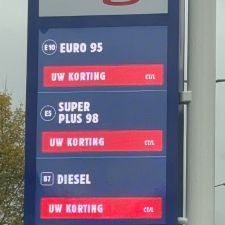 E10 EURO 95
UW KORTING CT/L
E5 SUPER
PLUS 98
UW KORTING CT/L
B7 DIESEL
UW KORTING CT/L